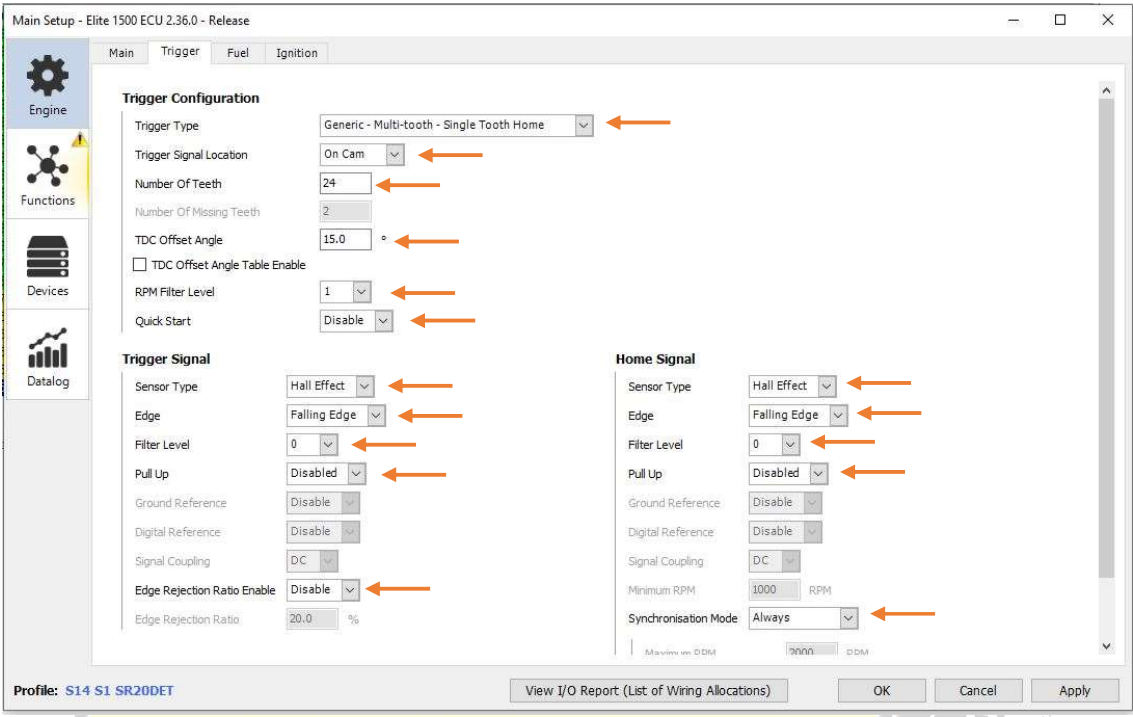 Main Setup - Elite 1500 ECU 2.36.0 - Release
Engine
Functions
Devices
Datalog
Main Trigger Fuel Ignition
Trigger Configuration
Trigger Type Generic - Multi-tooth - Single Tooth Home
Trigger Signal Location On Cam
Number Of Teeth 24
Number Of Missing Teeth 2
TDC Offset Angle 15.0 °
TDC Offset Angle Table Enable
RPM Filter Level 1
Quick Start Disable
Trigger Signal
Sensor Type Hall Effect
Edge Falling Edge
Filter Level 0
Pull Up Disabled
Ground Reference Disable
Digital Reference Disable
Signal Coupling DC
Edge Rejection Ratio Enable Disable
Edge Rejection Ratio 20.0 %
Home Signal
Sensor Type Hall Effect
Edge Falling Edge
Filter Level 0
Pull Up Disabled
Ground Reference Disable
Digital Reference Disable
Signal Coupling DC
Minimum RPM 1000 RPM
Synchronisation Mode Always
Maximum RPM 2000 RPM
Profile: S14 S1 SR20DET
View I/O Report (List of Wiring Allocations) OK Cancel Apply